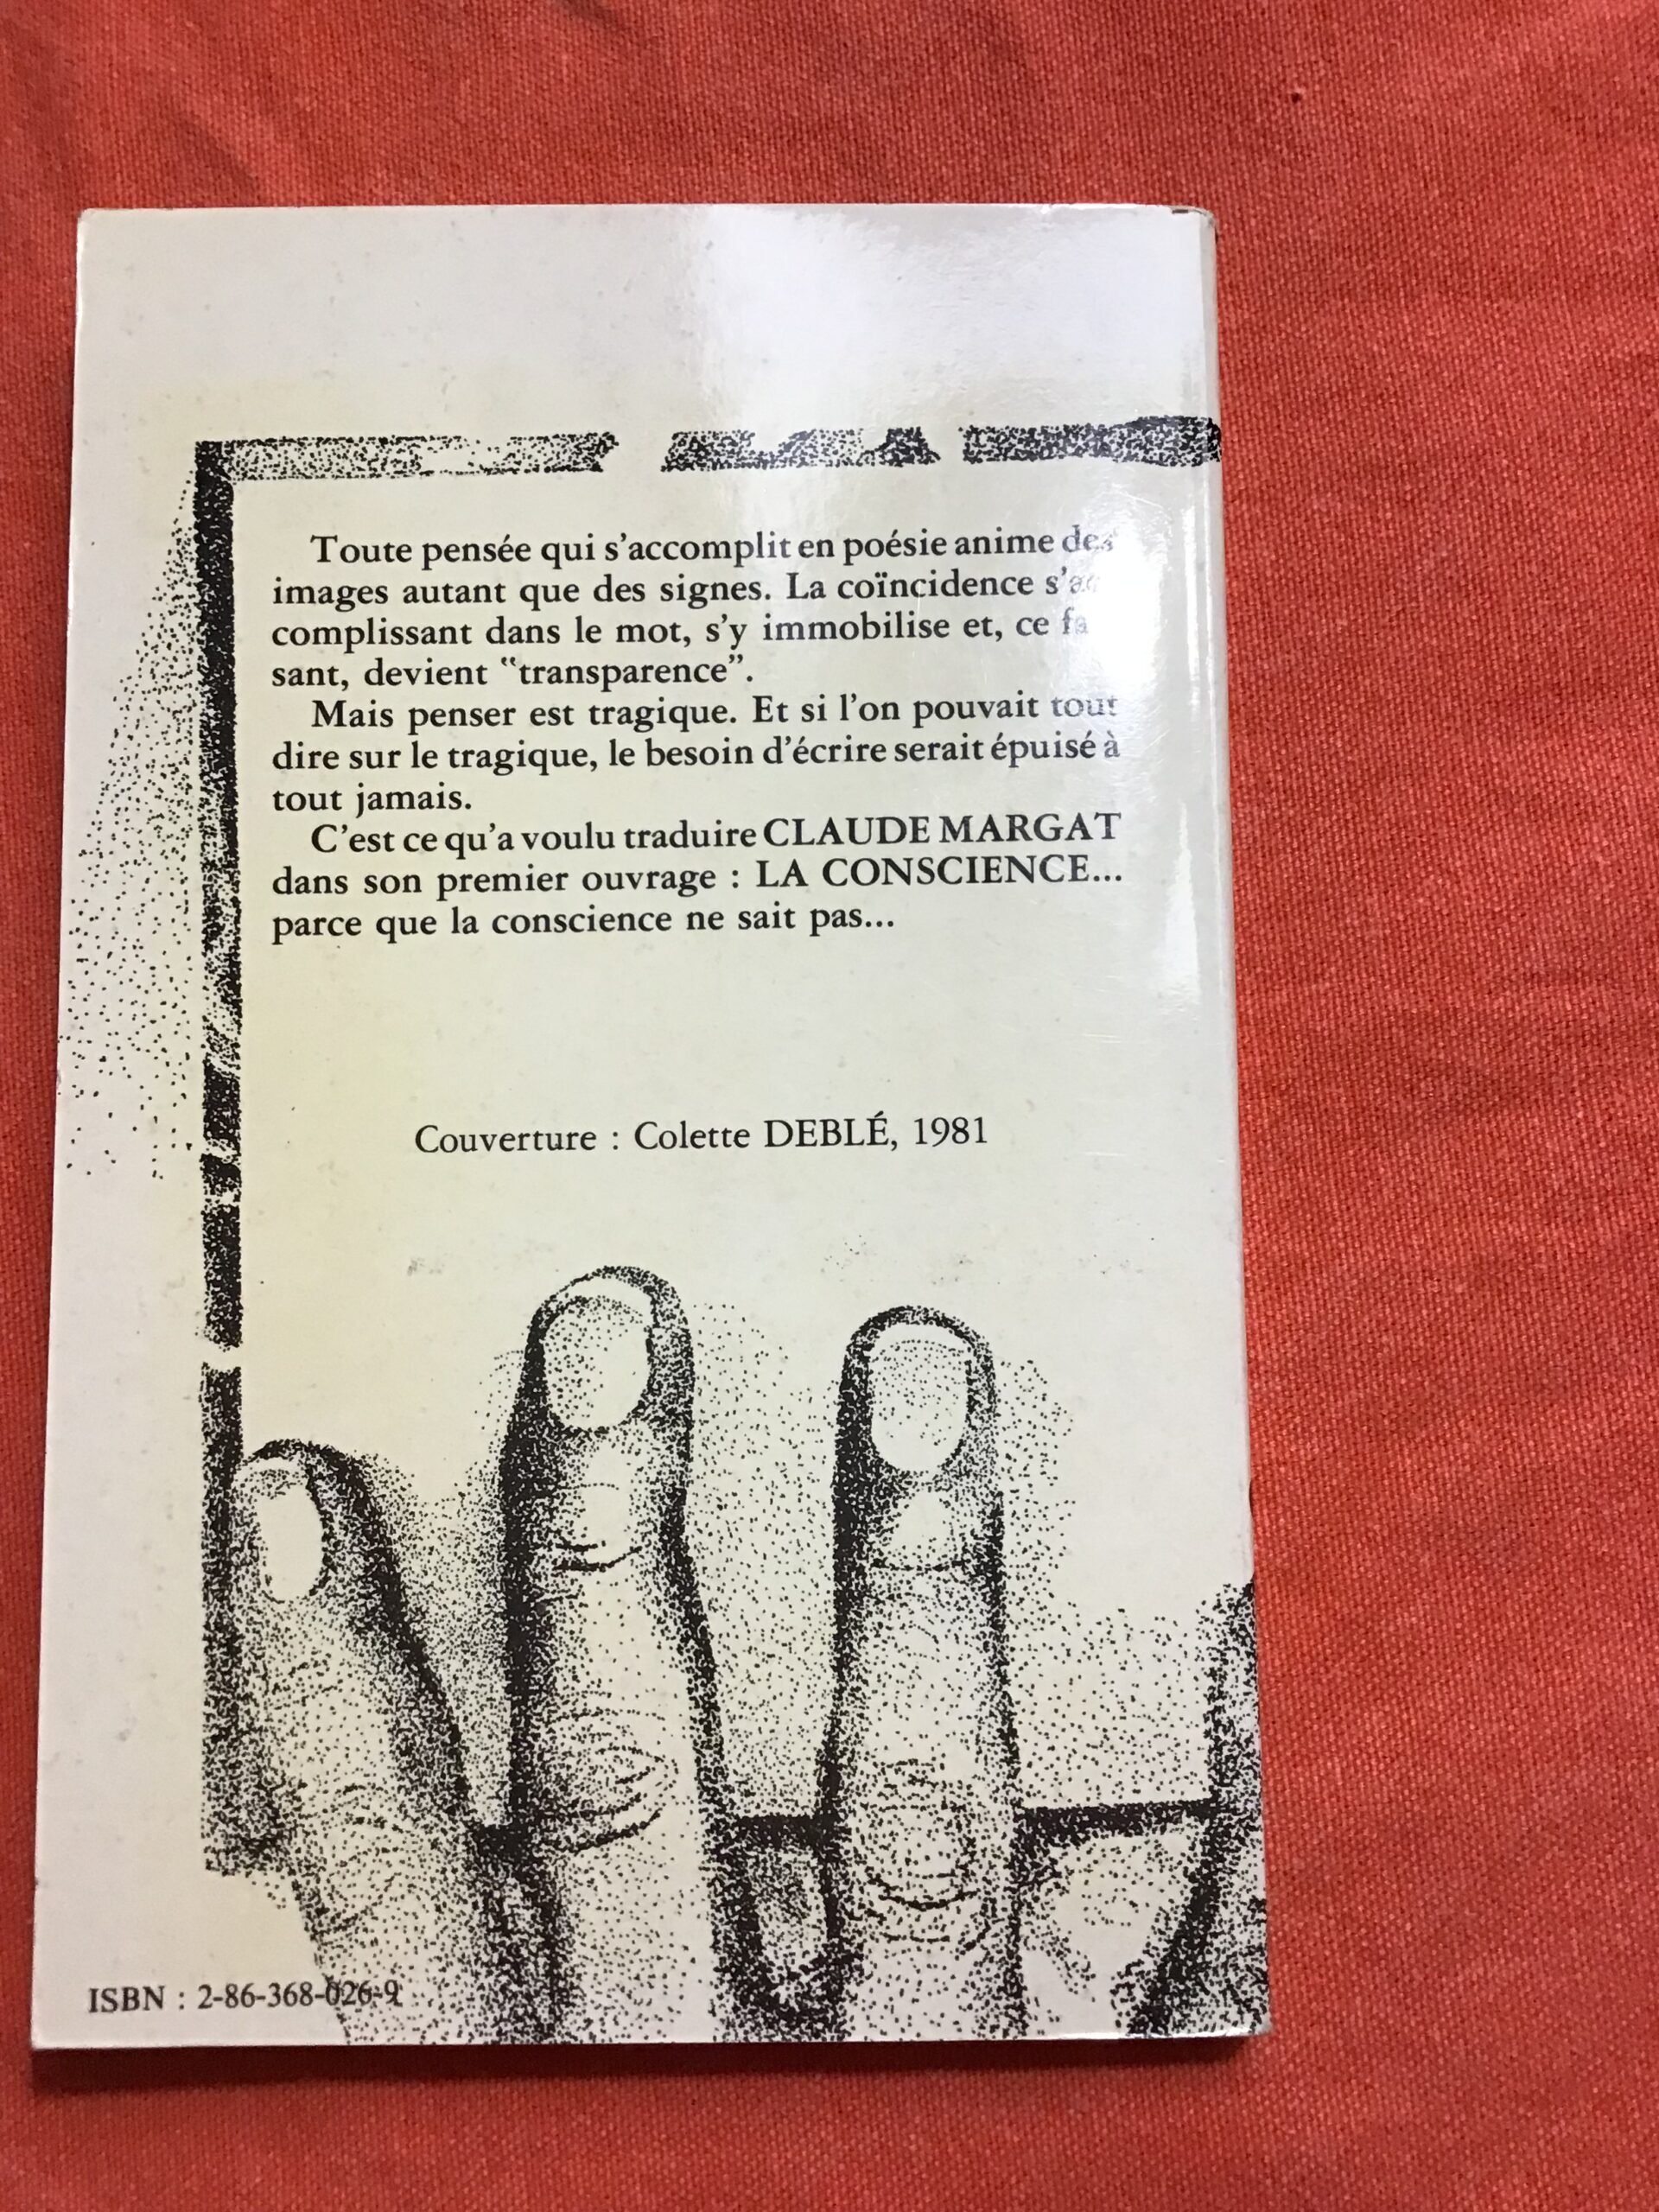 Toute pensée qui s'accomplit en poésie anime des
images autant que des signes. La coïncidence s'ac-
complissant dans le mot, s'y immobilise et, ce
sant, devient “transparence”.
Mais penser est tragique. Et si l'on pouvait tout
dire sur le tragique, le besoin d'écrire serait épuisé à
tout jamais.
C'est ce qu'a voulu traduire CLAUDE MARGAT
dans son premier ouvrage : LA CONSCIENCE...
parce que la conscience ne sait pas...
Couverture : Colette DEBLÉ, 1981
ISBN : 2-86-368-026-9